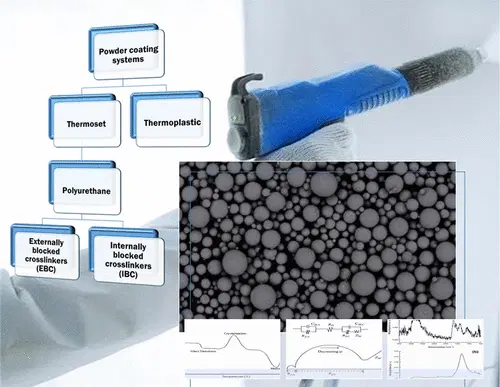 Powder coating
systems
Thermoset
Thermoplastic
Polyurethane
Externally
blocked
crosslinkers
(EBC)
Internally
blocked
crosslinkers
(IBC)